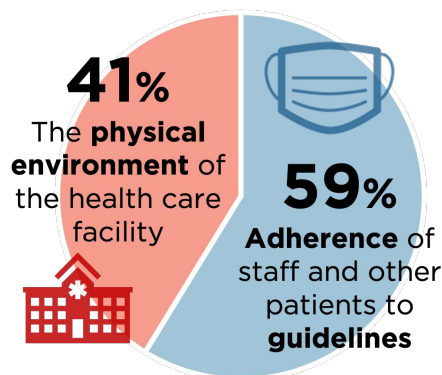 41%
The physical
environment of
the health care
facility
59%
Adherence of
staff and other
patients to
guidelines